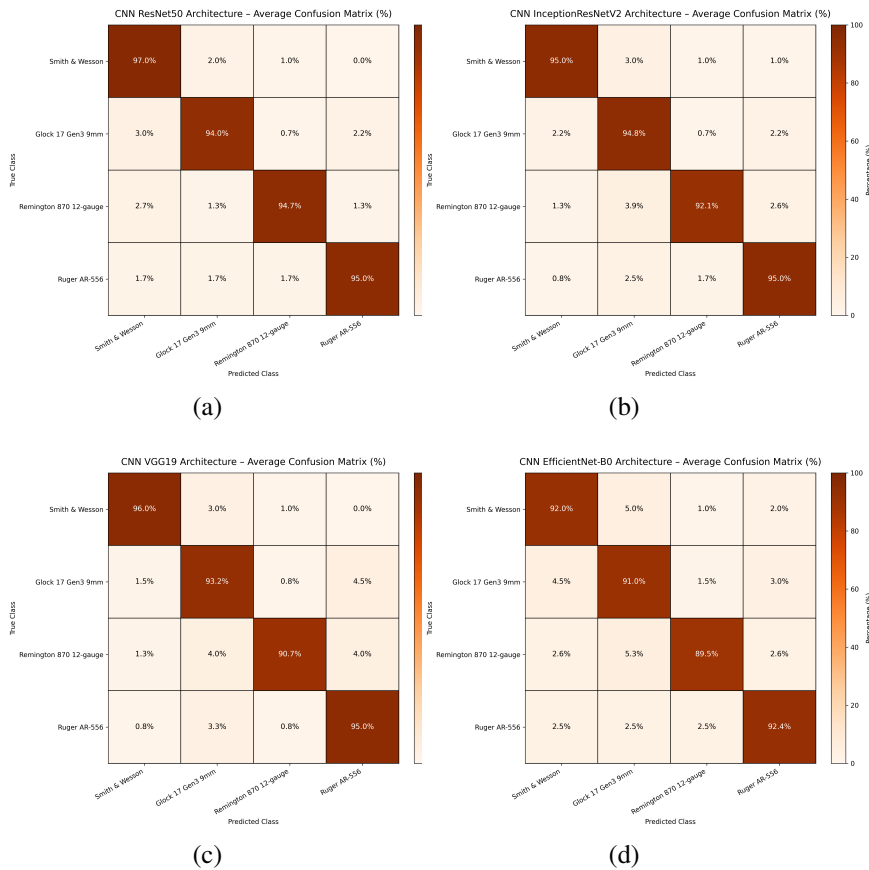 CNN ResNet50 Architecture – Average Confusion Matrix (%)
True Class
Smith & Wesson
97.0% 2.0% 1.0% 0.0%
Glock 17 Gen3 9mm
3.0% 94.0% 0.7% 2.2%
Remington 870 12-gauge
2.7% 1.3% 94.7% 1.3%
Ruger AR-556
1.7% 1.7% 1.7% 95.0%
Smith & Wesson
Glock 17 Gen3 9mm
Remington 870 12-gauge
Ruger AR-556
Predicted Class
(a)
CNN InceptionResNetV2 Architecture – Average Confusion Matrix (%)
True Class
Smith & Wesson
95.0% 3.0% 1.0% 1.0%
Glock 17 Gen3 9mm
2.2% 94.8% 0.7% 2.2%
Remington 870 12-gauge
1.3% 3.9% 92.1% 2.6%
Ruger AR-556
0.8% 2.5% 1.7% 95.0%
Smith & Wesson
Glock 17 Gen3 9mm
Remington 870 12-gauge
Ruger AR-556
Predicted Class
100
80
60
40
20
0
Percentage (%)
(b)
CNN VGG19 Architecture – Average Confusion Matrix (%)
True Class
Smith & Wesson
96.0% 3.0% 1.0% 0.0%
Glock 17 Gen3 9mm
1.5% 93.2% 0.8% 4.5%
Remington 870 12-gauge
1.3% 4.0% 90.7% 4.0%
Ruger AR-556
0.8% 3.3% 0.8% 95.0%
Smith & Wesson
Glock 17 Gen3 9mm
Remington 870 12-gauge
Ruger AR-556
Predicted Class
(c)
CNN EfficientNet-B0 Architecture – Average Confusion Matrix (%)
True Class
Smith & Wesson
92.0% 5.0% 1.0% 2.0%
Glock 17 Gen3 9mm
4.5% 91.0% 1.5% 3.0%
Remington 870 12-gauge
2.6% 5.3% 89.5% 2.6%
Ruger AR-556
2.5% 2.5% 2.5% 92.4%
Smith & Wesson
Glock 17 Gen3 9mm
Remington 870 12-gauge
Ruger AR-556
Predicted Class
100
80
60
40
20
0
Percentage (%)
(d)